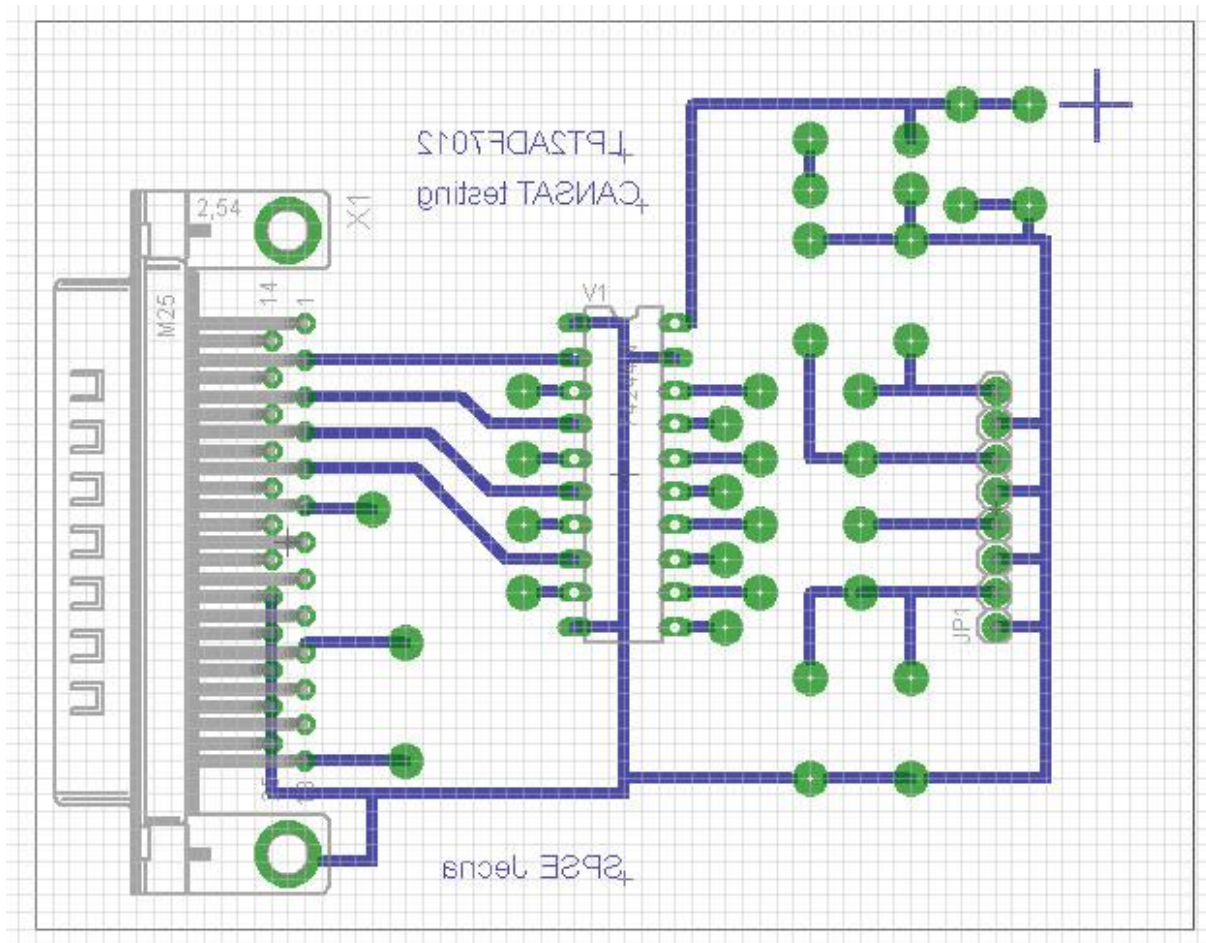 LPT2ADF7012
CANSAT testing
2,54
X1
M25
14
1
V1
JP1
SPSE Jecna